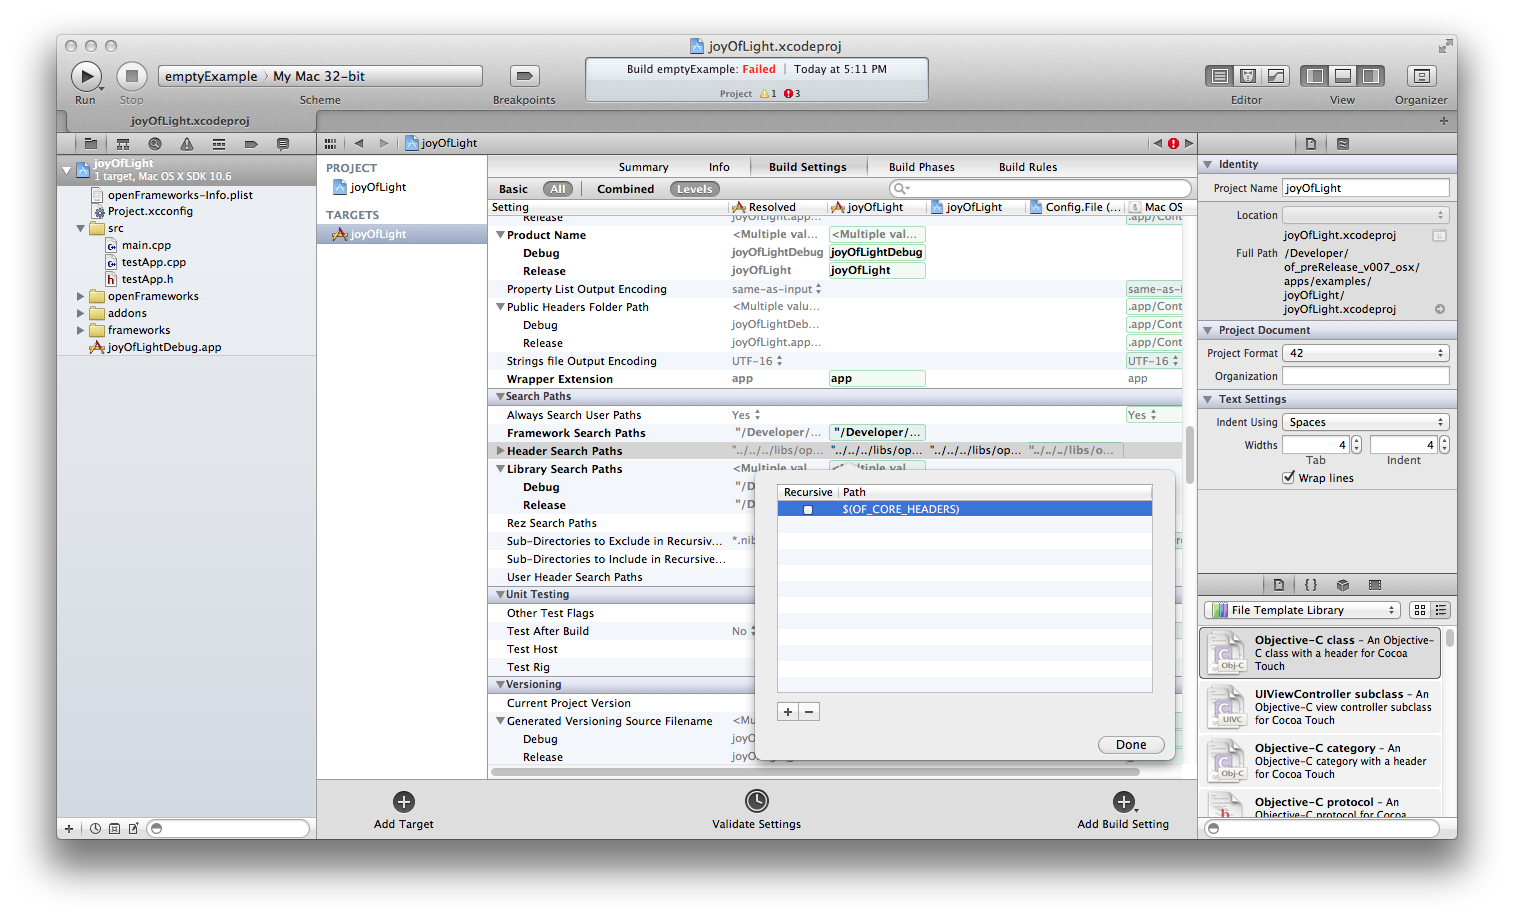 joyOfLight.xcodeproj
emptyExample › My Mac 32-bit
Build emptyExample: Failed | Today at 5:11 PM
Project 1 3
Run
Stop
Scheme
Breakpoints
Editor
View
Organizer
joyOfLight.xcodeproj
joyOfLight
1 target, Mac OS X SDK 10.6
openFrameworks-Info.plist
Project.xcconfig
src
main.cpp
testApp.cpp
testApp.h
openFrameworks
addons
frameworks
joyOfLightDebug.app
joyOfLight
PROJECT
joyOfLight
TARGETS
joyOfLight
Summary Info Build Settings Build Phases Build Rules
Basic All Combined Levels
Setting Resolved joyOfLight joyOfLight Config.File (... Mac OS
Release joyOfLight.app... .app/Cont
Product Name <Multiple val... <Multiple val...
Debug joyOfLightDebug joyOfLightDebug
Release joyOfLight joyOfLight
Property List Output Encoding same-as-input same-as-i
Public Headers Folder Path <Multiple valu... .app/Cont
Debug joyOfLightDeb... .app/Cont
Release joyOfLight.app... .app/Cont
Strings file Output Encoding UTF-16 UTF-16
Wrapper Extension app app app
Search Paths
Always Search User Paths Yes Yes
Framework Search Paths "/Developer/... "/Developer/...
Header Search Paths "../../../libs/op... "../../../libs/op... "../../../libs/op... "../../../libs/o...
Library Search Paths <Multiple val... <Multiple val...
Debug "/D
Release "/D
Rez Search Paths
Sub-Directories to Exclude in Recursiv... *.nib
Sub-Directories to Include in Recursive...
User Header Search Paths
Unit Testing
Other Test Flags
Test After Build No
Test Host
Test Rig
Versioning
Current Project Version
Generated Versioning Source Filename <Mu
Debug joyO
Release joyO
Recursive Path
$(OF_CORE_HEADERS)
+ −
Done
Add Target
Validate Settings
Add Build Setting
Identity
Project Name joyOfLight
Location
joyOfLight.xcodeproj
Full Path /Developer/
of_preRelease_v007_osx/
apps/examples/
joyOfLight/
joyOfLight.xcodeproj
Project Document
Project Format 42
Organization
Text Settings
Indent Using Spaces
Widths 4 4
Tab Indent
Wrap lines
{ }
File Template Library
Objective-C class – An Objective-
C class with a header for Cocoa
Touch
Obj-C
UIViewController subclass – An
Objective-C view controller subclass
for Cocoa Touch
UIVC
Objective-C category – An
Objective-C category with a header
for Cocoa Touch
Obj-C
Objective-C protocol – An
Objective-C protocol for Cocoa